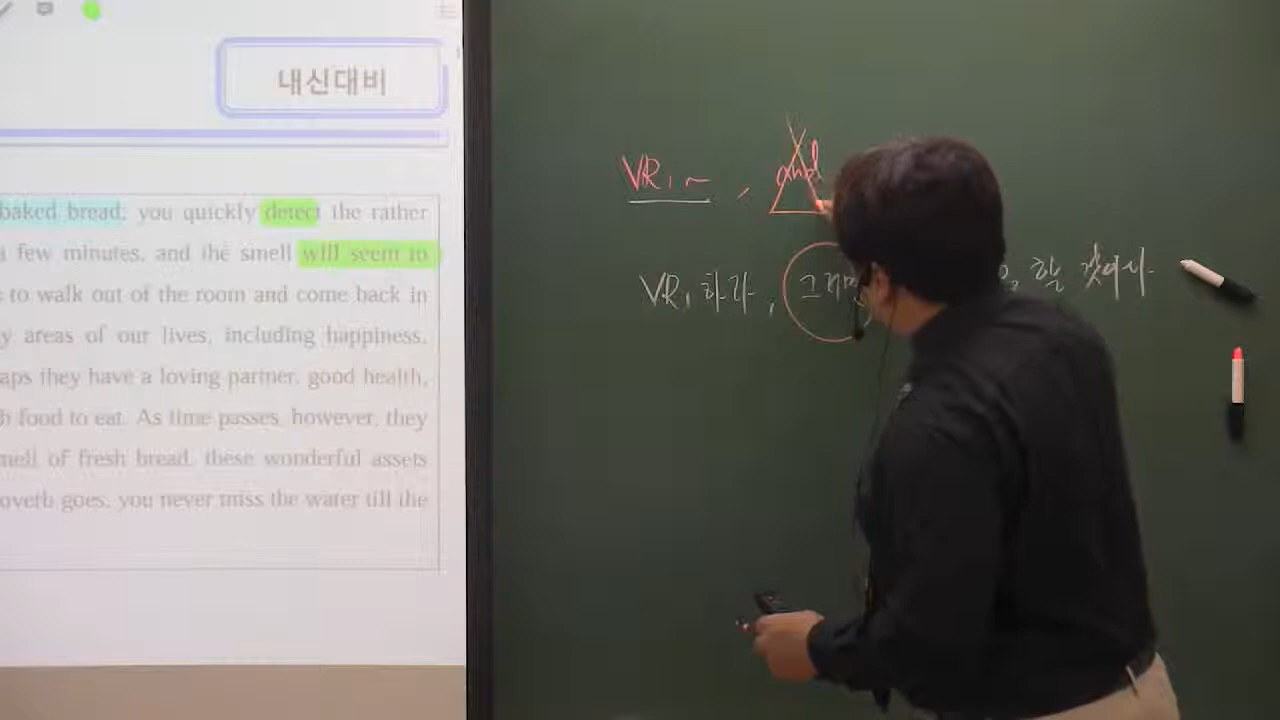 내신대비
baked bread, you quickly detect the rather
a few minutes, and the smell will seem to
to walk out of the room and come back in
y areas of our lives, including happiness,
aps they have a loving partner, good health,
h food to eat. As time passes, however, they
mell of fresh bread, these wonderful assets
overb goes, you never miss the water till the
VR, ~ , and
VR, 하라, 그러면 할 것이다